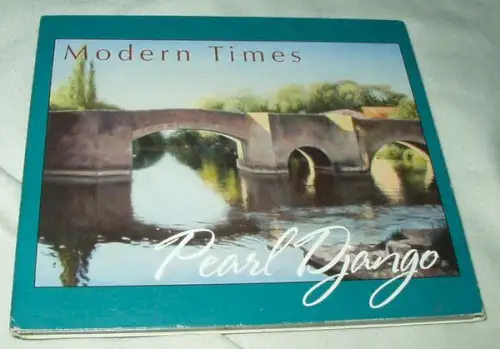 Modern Times
Pearl Django